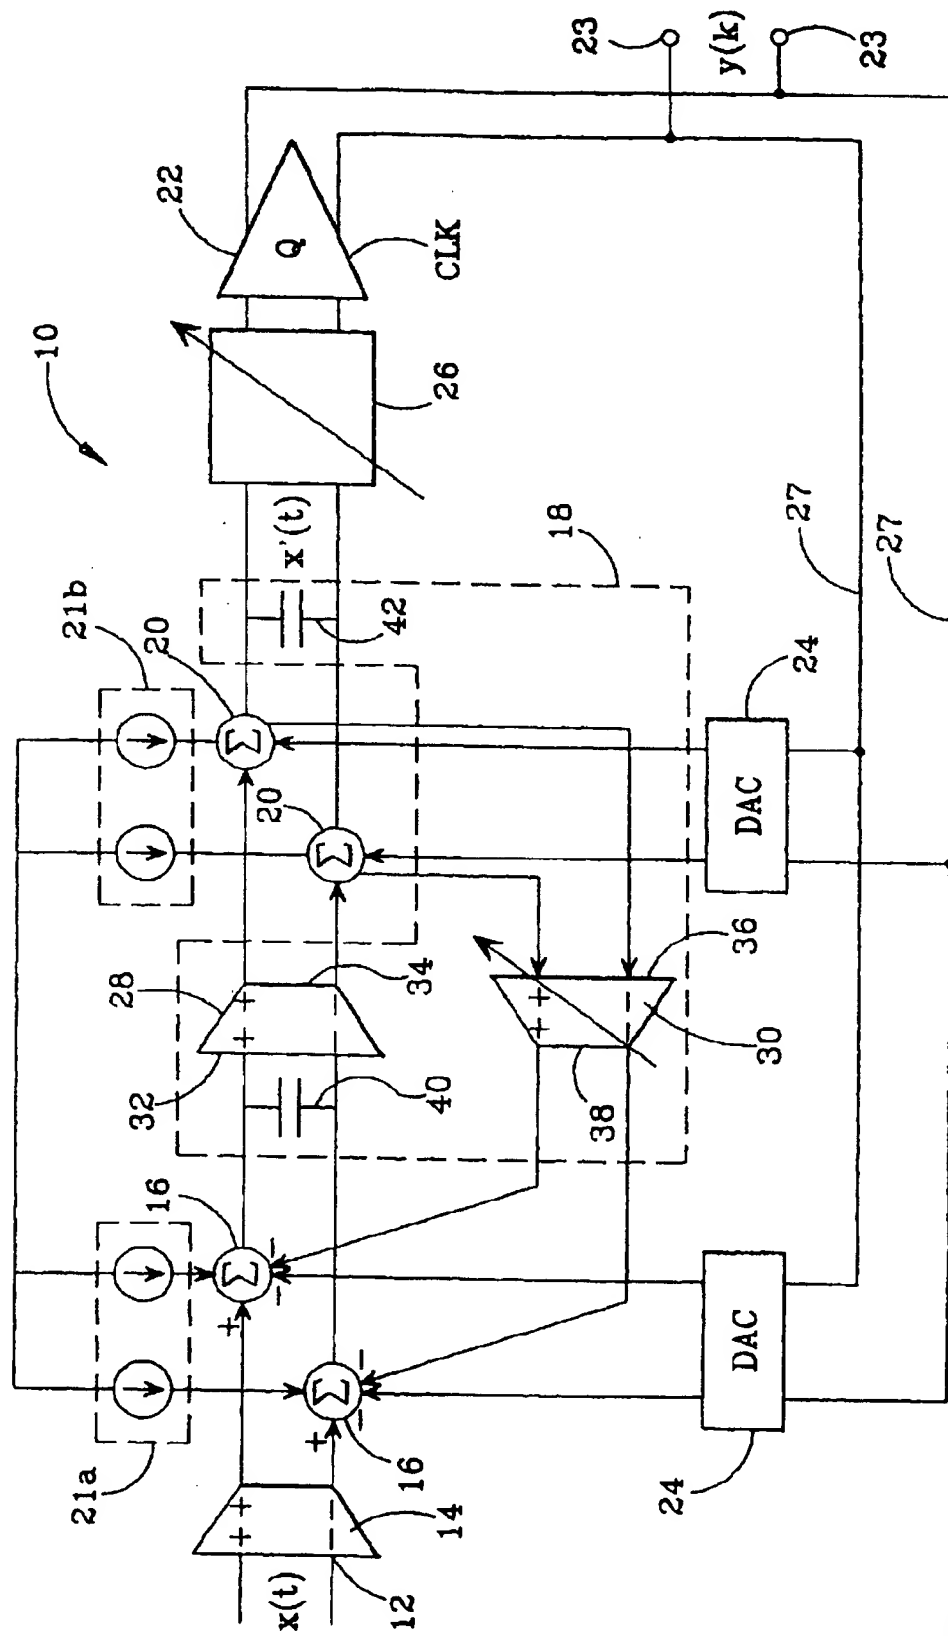 10
21a
16
Σ
21b
20
Σ
22
Q
CLK
x(t)
+ +
− −
12
14
+
+
−
−
−
−
Σ
16
32
28
+ +
− −
34
40
20
Σ
42
x'(t)
26
18
38
+ +
− −
36
30
24
DAC
DAC
24
27
27
23
y(k)
23